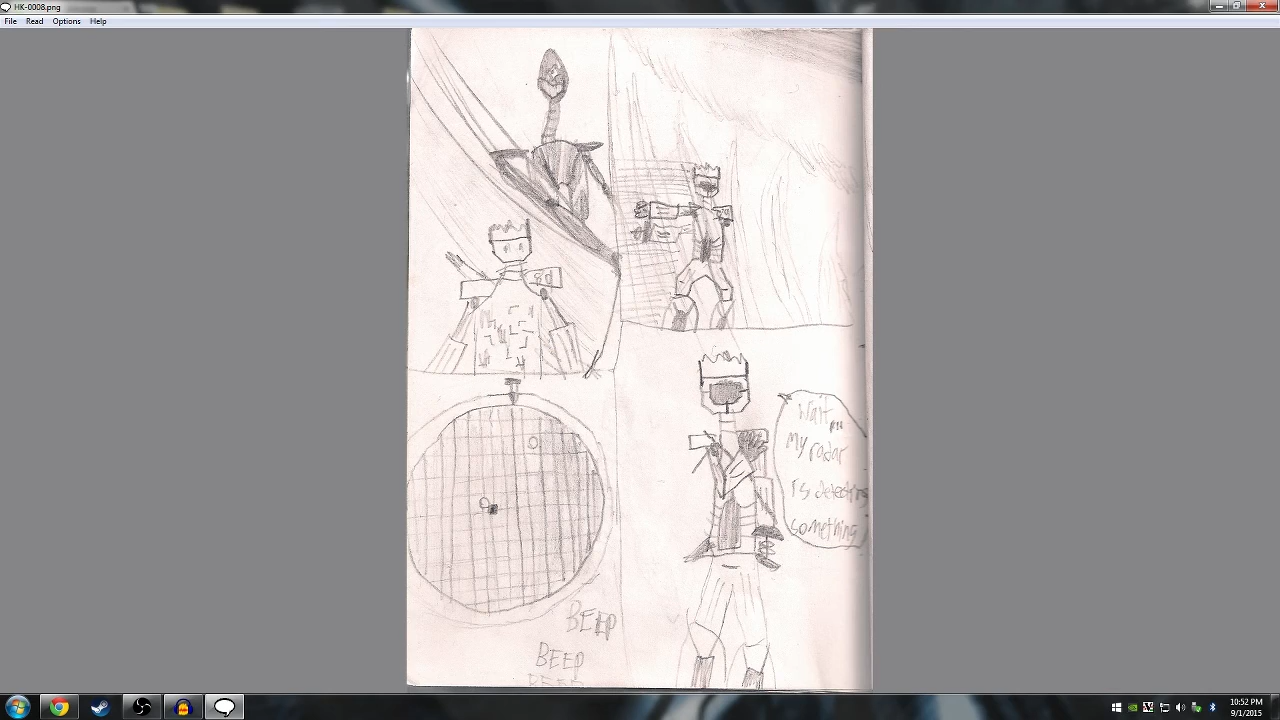 HK-0008.png
File Read Options Help
BEEP
BEEP
BEEP
Wait...
My radar
is detecting
something
10:52 PM
9/1/2015